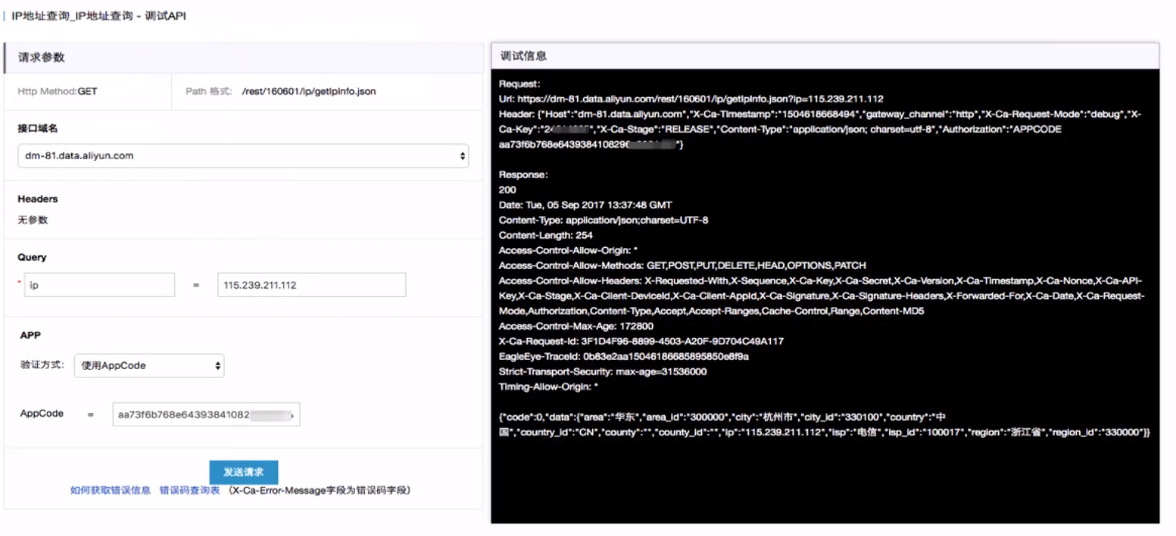 IP地址查询_IP地址查询 - 调试API
请求参数
Http Method:GET
Path 格式: /rest/160601/ip/getIpInfo.json
接口域名
dm-81.data.aliyun.com
Headers
无参数
Query
* ip = 115.239.211.112
APP
验证方式: 使用AppCode
AppCode = aa73f6b768e64393841082
发送请求
如何获取错误信息 错误码查询表 (X-Ca-Error-Message字段为错误码字段)
调试信息
Request:
Url: https://dm-81.data.aliyun.com/rest/160601/ip/getIpInfo.json?ip=115.239.211.112
Header: {"Host":"dm-81.data.aliyun.com","X-Ca-Timestamp":"1504618668494","gateway_channel":"http","X-Ca-Request-Mode":"debug","X-
Ca-Key":"24 ","X-Ca-Stage":"RELEASE","Content-Type":"application/json; charset=utf-8","Authorization":"APPCODE
aa73f6b768e6439384108296 "}
Response:
200
Date: Tue, 05 Sep 2017 13:37:48 GMT
Content-Type: application/json;charset=UTF-8
Content-Length: 254
Access-Control-Allow-Origin: *
Access-Control-Allow-Methods: GET,POST,PUT,DELETE,HEAD,OPTIONS,PATCH
Access-Control-Allow-Headers: X-Requested-With,X-Sequence,X-Ca-Key,X-Ca-Secret,X-Ca-Version,X-Ca-Timestamp,X-Ca-Nonce,X-Ca-API-
Key,X-Ca-Stage,X-Ca-Client-DeviceId,X-Ca-Client-AppId,X-Ca-Signature,X-Ca-Signature-Headers,X-Forwarded-For,X-Ca-Date,X-Ca-Request-
Mode,Authorization,Content-Type,Accept,Accept-Ranges,Cache-Control,Range,Content-MD5
Access-Control-Max-Age: 172800
X-Ca-Request-Id: 3F1D4F96-8899-4503-A20F-9D704C49A117
EagleEye-TraceId: 0b83e2aa15046186685895850e8f9a
Strict-Transport-Security: max-age=31536000
Timing-Allow-Origin: *
{"code":0,"data":{"area":"华东","area_id":"300000","city":"杭州市","city_id":"330100","country":"中
国","country_id":"CN","county":"","county_id":"","ip":"115.239.211.112","isp":"电信","isp_id":"100017","region":"浙江省","region_id":"330000"}}